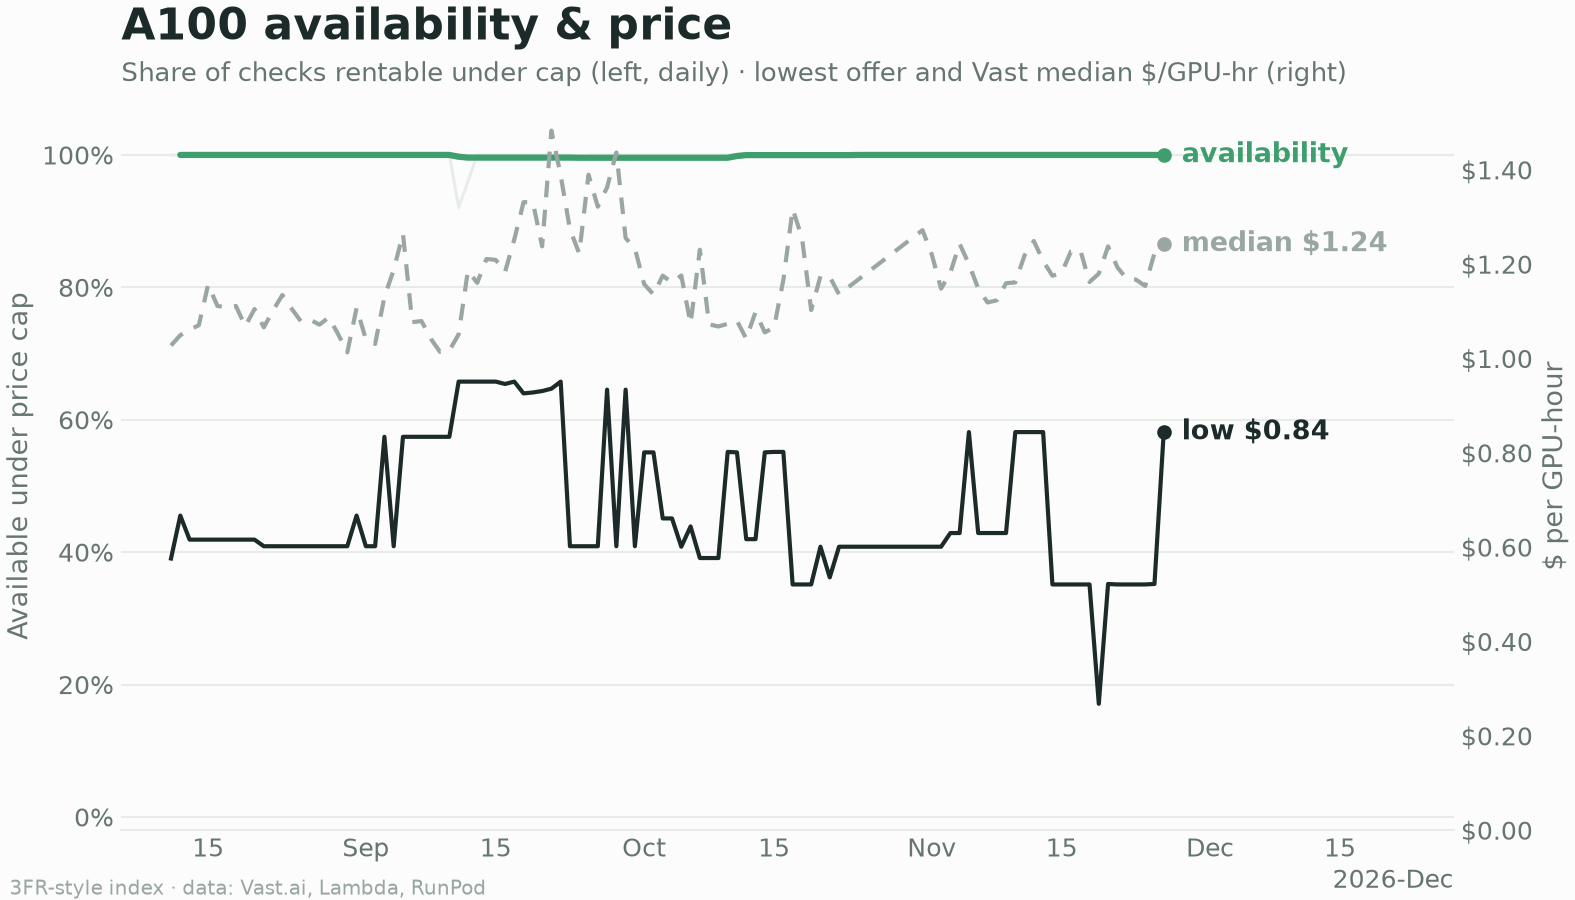 A100 availability & price
Share of checks rentable under cap (left, daily) · lowest offer and Vast median $/GPU-hr (right)
Available under price cap
100%
80%
60%
40%
20%
0%
availability
median $1.24
low $0.84
$1.40
$1.20
$1.00
$0.80
$0.60
$0.40
$0.20
$0.00
$ per GPU-hour
15 Sep 15 Oct 15 Nov 15 Dec 15
2026-Dec
3FR-style index · data: Vast.ai, Lambda, RunPod